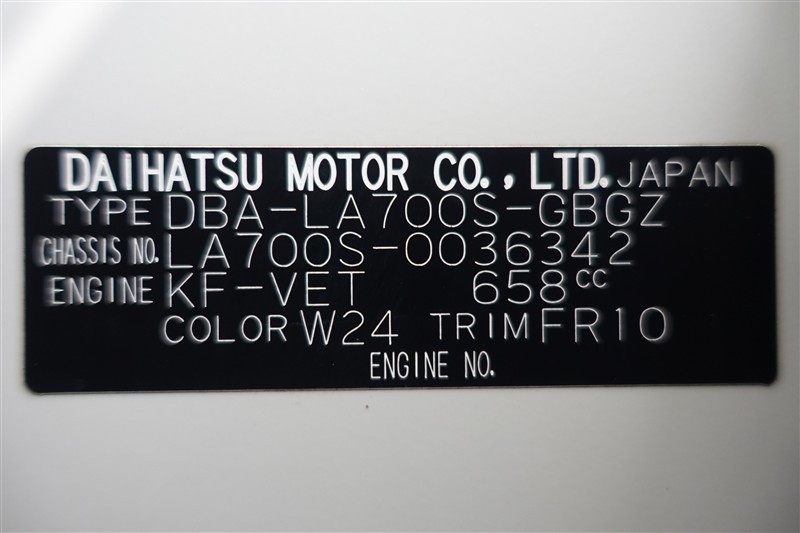 DAIHATSU MOTOR CO., LTD. JAPAN
TYPE DBA-LA700S-GBGZ
CHASSIS NO. LA700S-0036342
ENGINE KF-VET 658cc
COLOR W24 TRIM FR10
ENGINE NO.